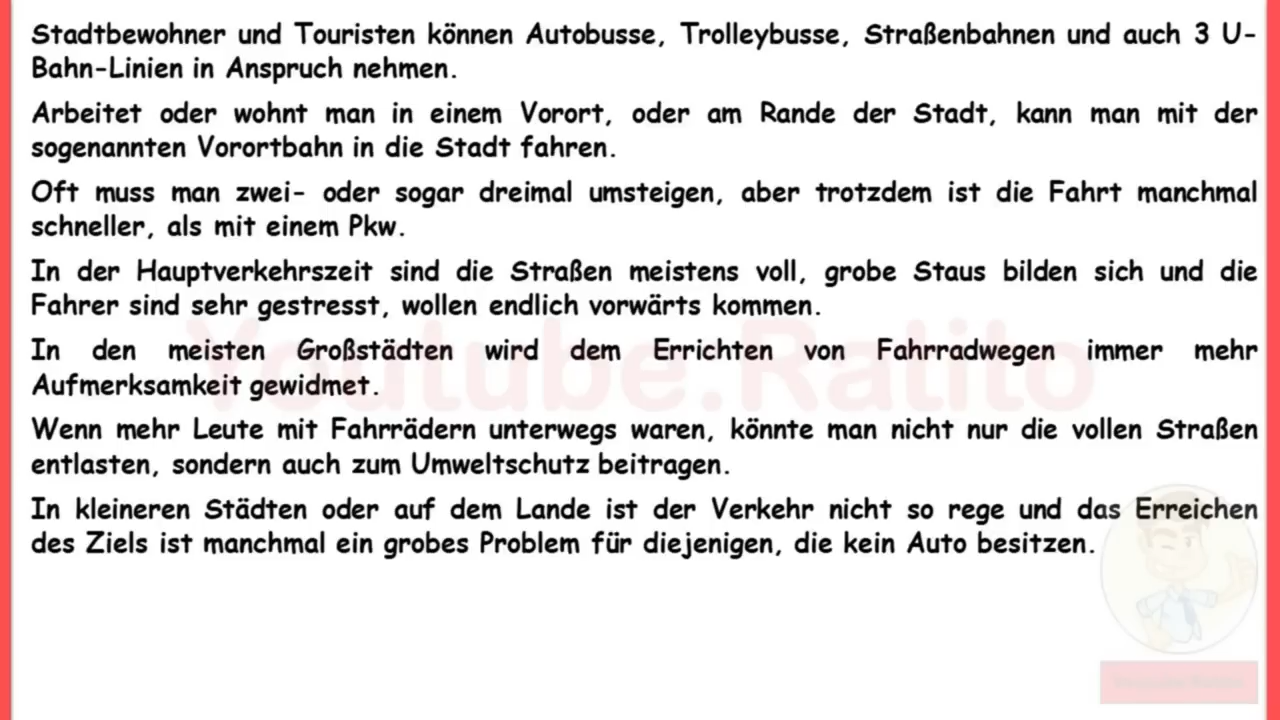 Stadtbewohner und Touristen können Autobusse, Trolleybusse, Straßenbahnen und auch 3 U-
Bahn-Linien in Anspruch nehmen.
Arbeitet oder wohnt man in einem Vorort, oder am Rande der Stadt, kann man mit der
sogenannten Vorortbahn in die Stadt fahren.
Oft muss man zwei- oder sogar dreimal umsteigen, aber trotzdem ist die Fahrt manchmal
schneller, als mit einem Pkw.
In der Hauptverkehrszeit sind die Straßen meistens voll, grobe Staus bilden sich und die
Fahrer sind sehr gestresst, wollen endlich vorwärts kommen.
Youtube.Ratito
In den meisten Großstädten wird dem Errichten von Fahrradwegen immer mehr
Aufmerksamkeit gewidmet.
Wenn mehr Leute mit Fahrrädern unterwegs waren, könnte man nicht nur die vollen Straßen
entlasten, sondern auch zum Umweltschutz beitragen.
In kleineren Städten oder auf dem Lande ist der Verkehr nicht so rege und das Erreichen
des Ziels ist manchmal ein grobes Problem für diejenigen, die kein Auto besitzen.